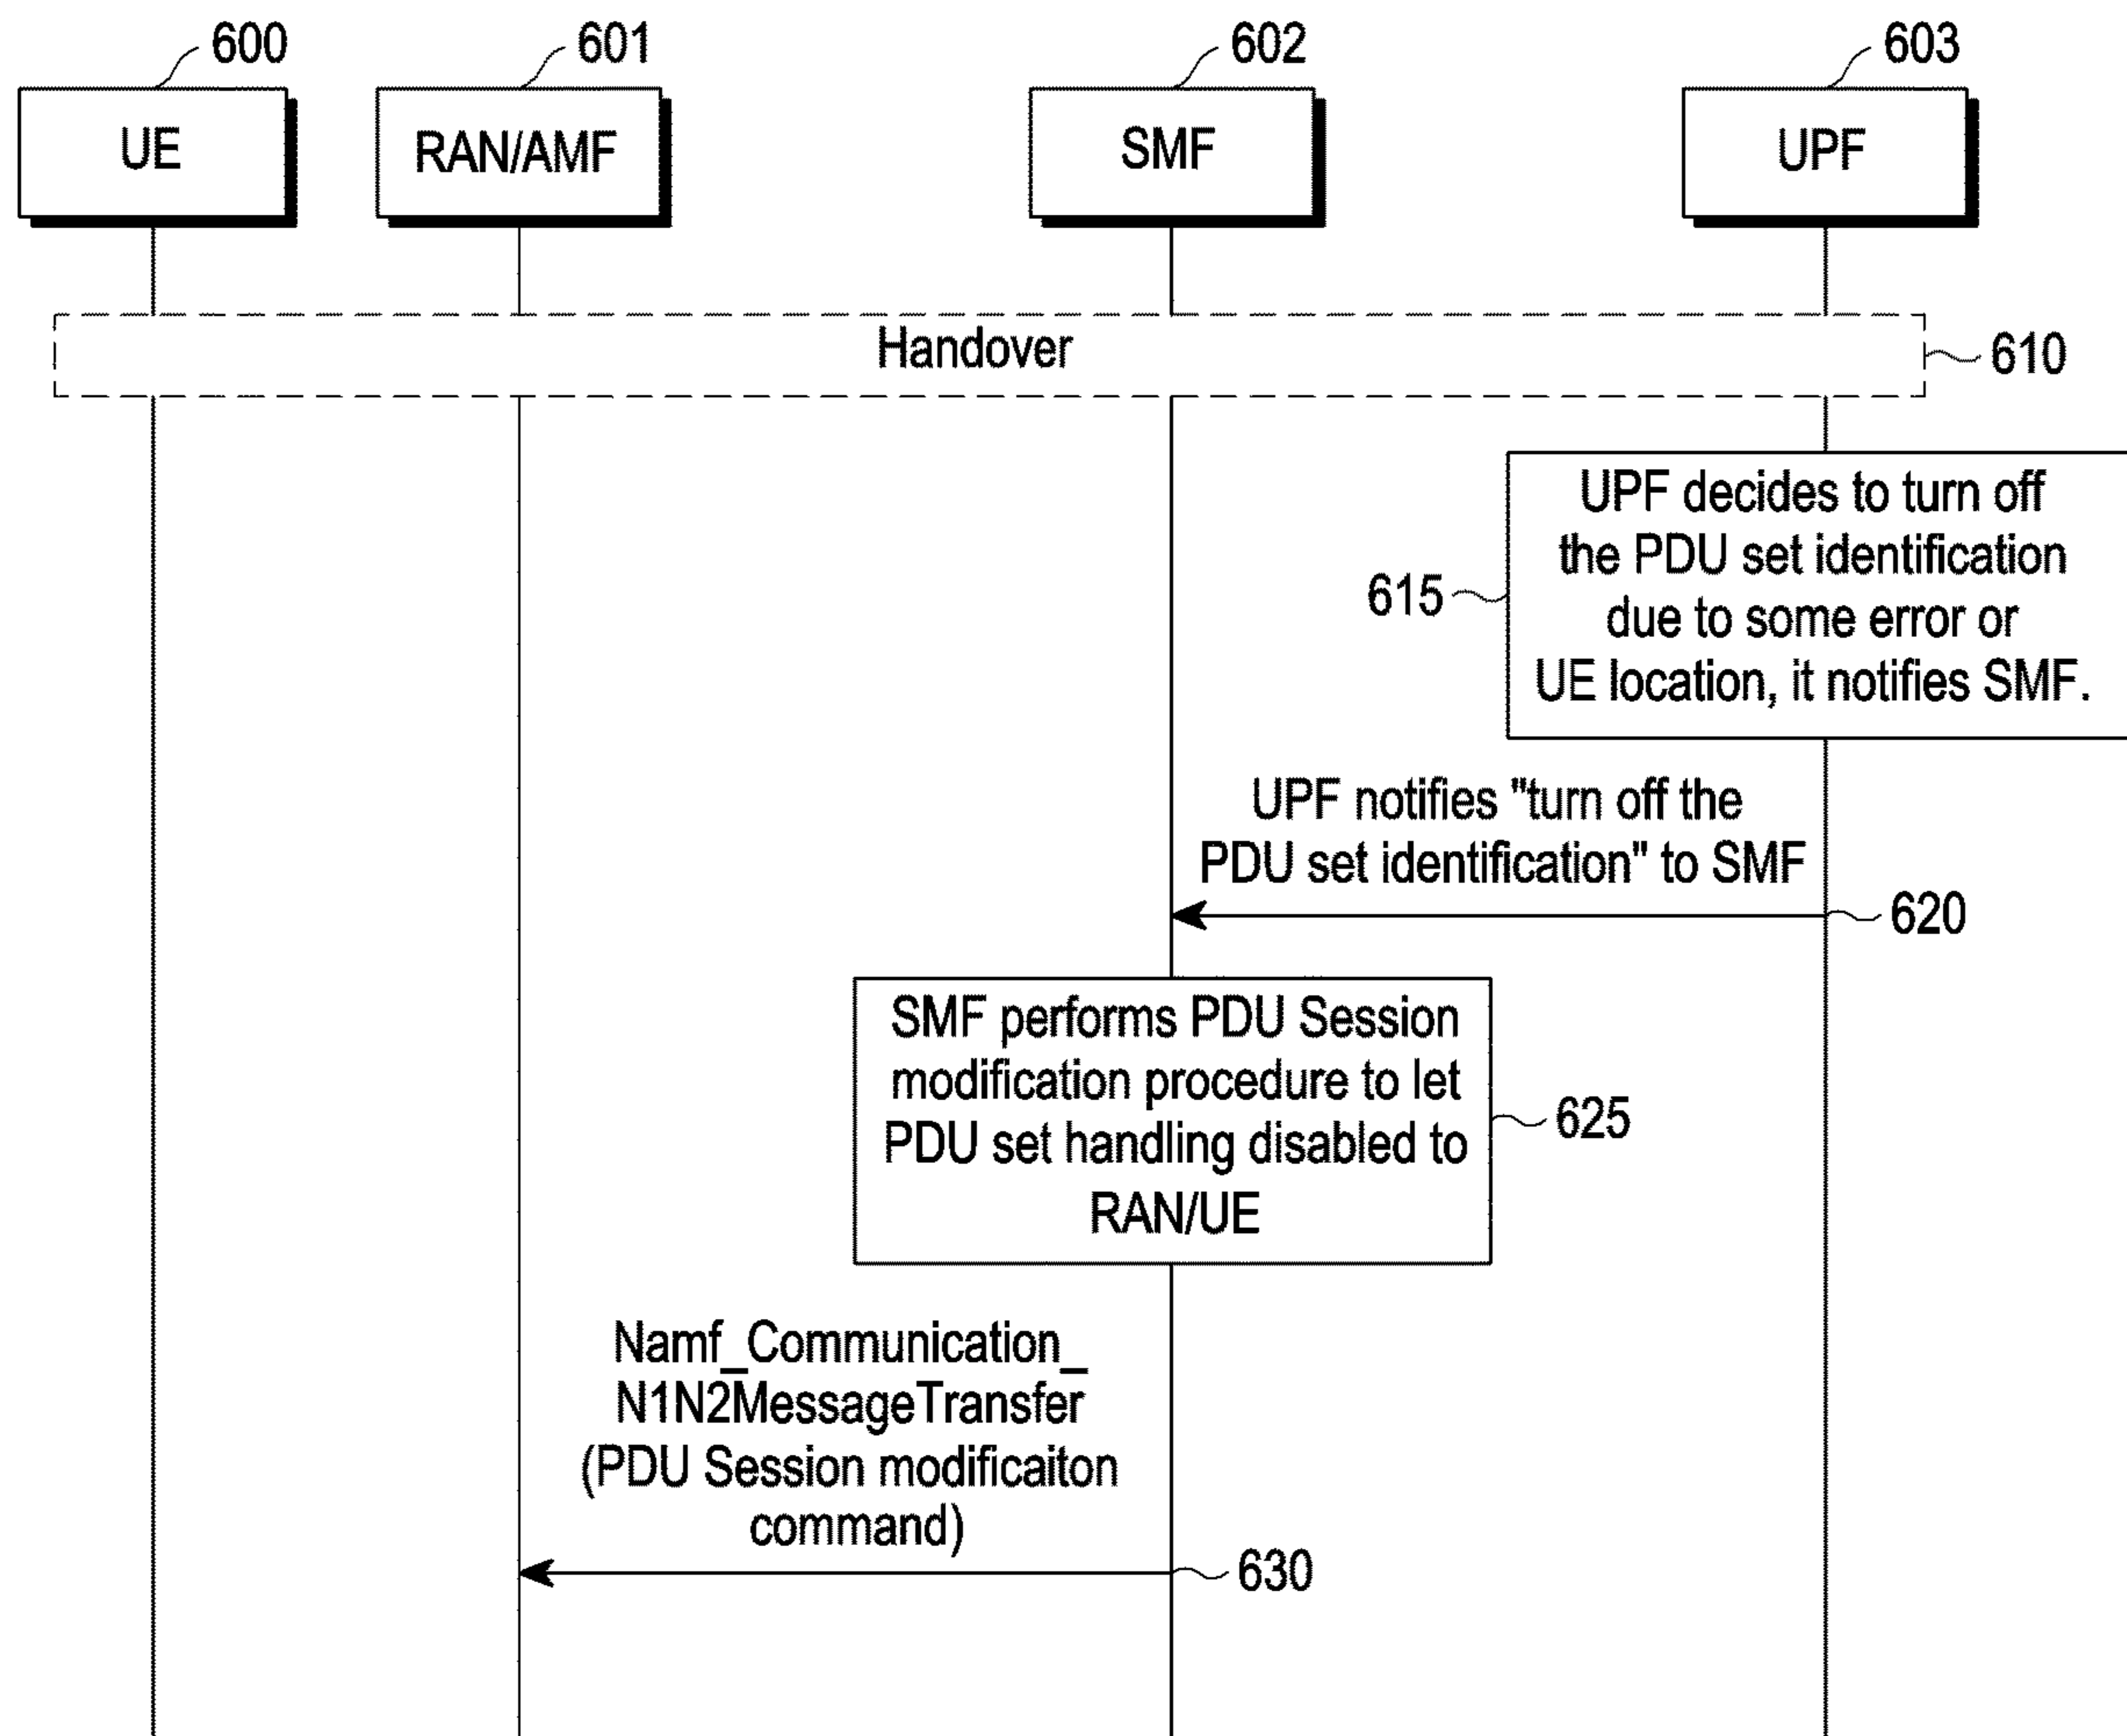 600
601
602
603
UE
RAN/AMF
SMF
UPF
Handover
610
UPF decides to turn off
the PDU set identification
due to some error or
UE location, it notifies SMF.
615
UPF notifies "turn off the
PDU set identification" to SMF
620
SMF performs PDU Session
modification procedure to let
PDU set handling disabled to
RAN/UE
625
Namf_Communication_
N1N2MessageTransfer
(PDU Session modificaiton
command)
630